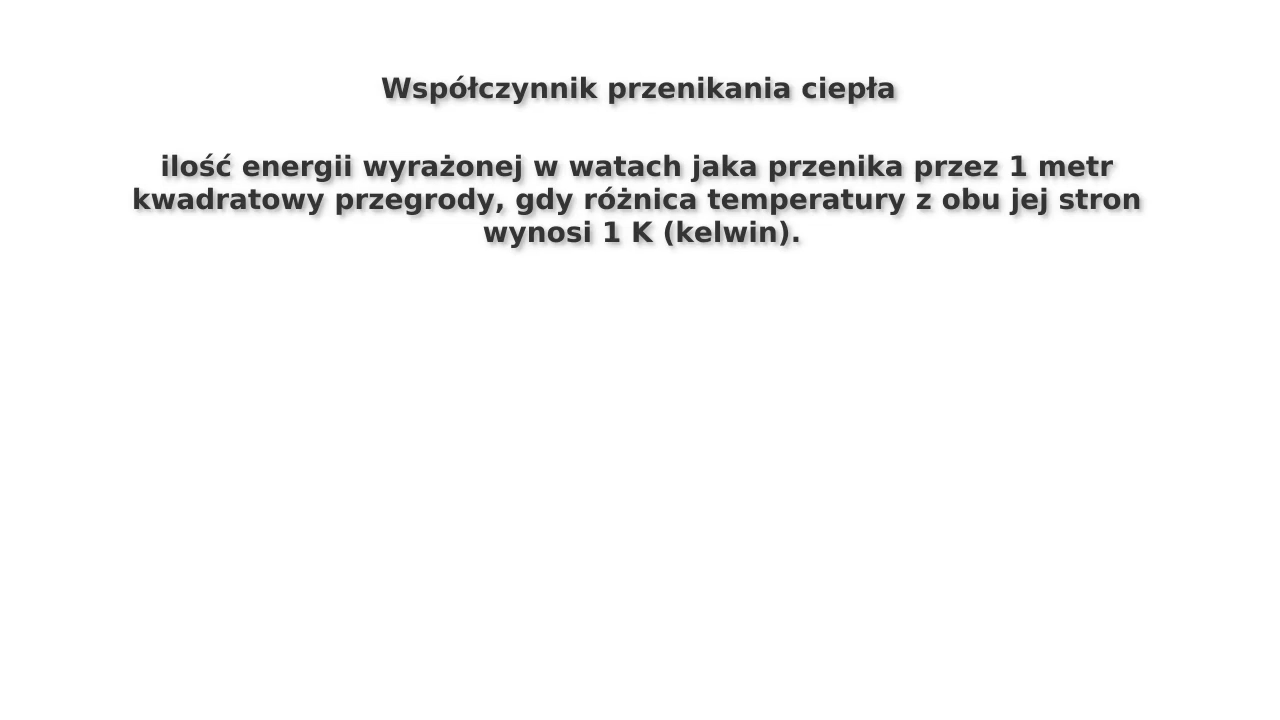 Współczynnik przenikania ciepła
ilość energii wyrażonej w watach jaka przenika przez 1 metr
kwadratowy przegrody, gdy różnica temperatury z obu jej stron
wynosi 1 K (kelwin).